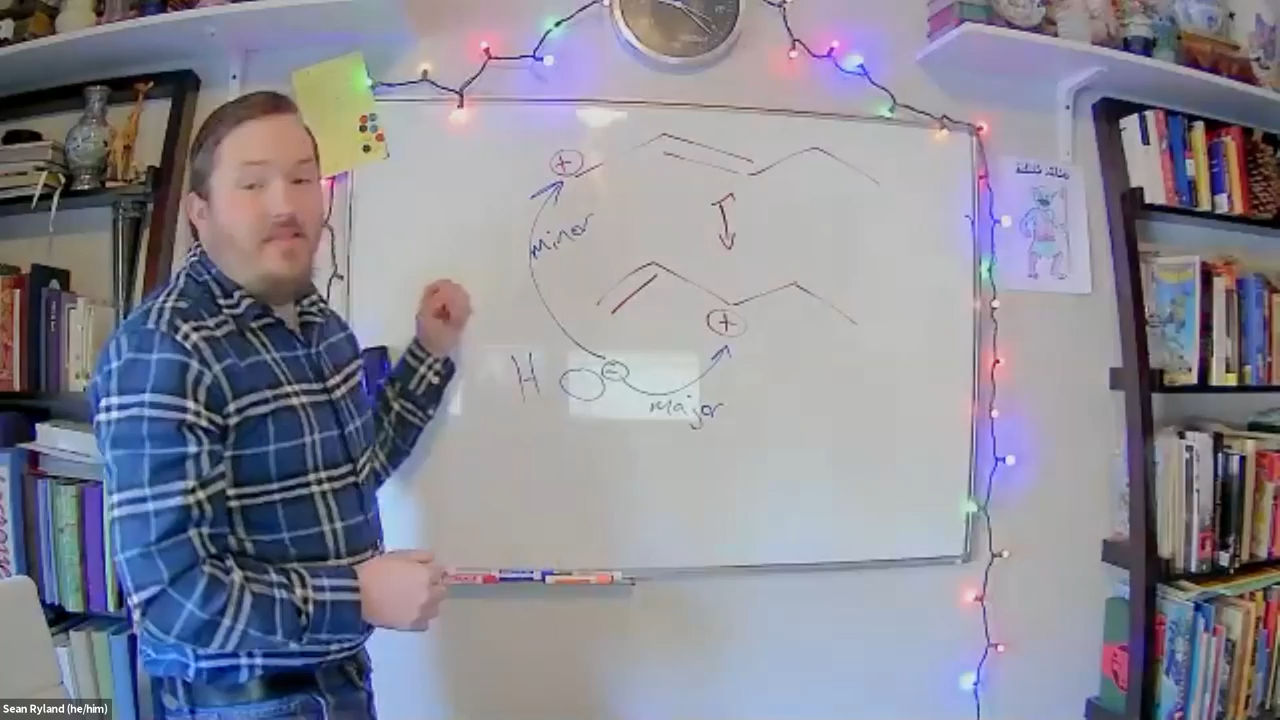 +
minor
+
H O -
major
Sean Ryland (he/him)